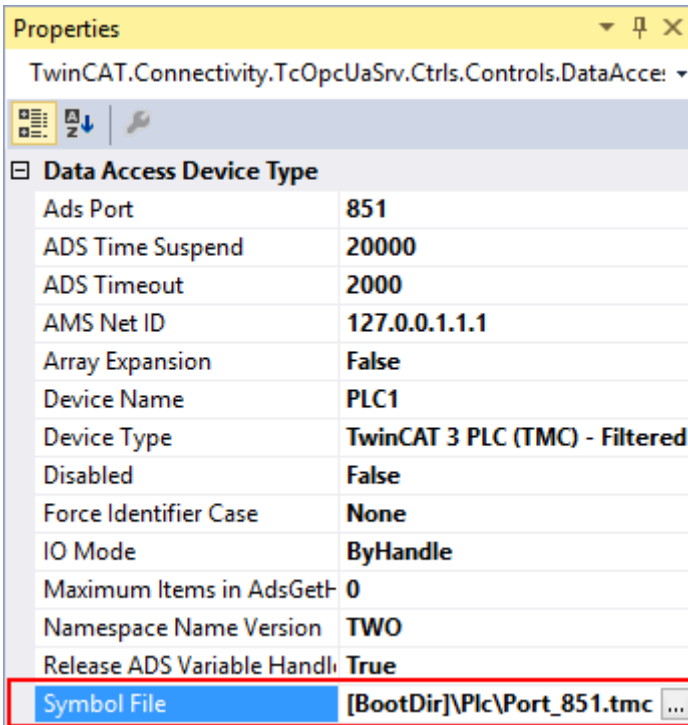 Properties
TwinCAT.Connectivity.TcOpcUaSrv.Ctrls.Controls.DataAcces
Data Access Device Type
Ads Port 851
ADS Time Suspend 20000
ADS Timeout 2000
AMS Net ID 127.0.0.1.1.1
Array Expansion False
Device Name PLC1
Device Type TwinCAT 3 PLC (TMC) - Filtered
Disabled False
Force Identifier Case None
IO Mode ByHandle
Maximum Items in AdsGetH 0
Namespace Name Version TWO
Release ADS Variable Handl True
Symbol File [BootDir]\Plc\Port_851.tmc ...